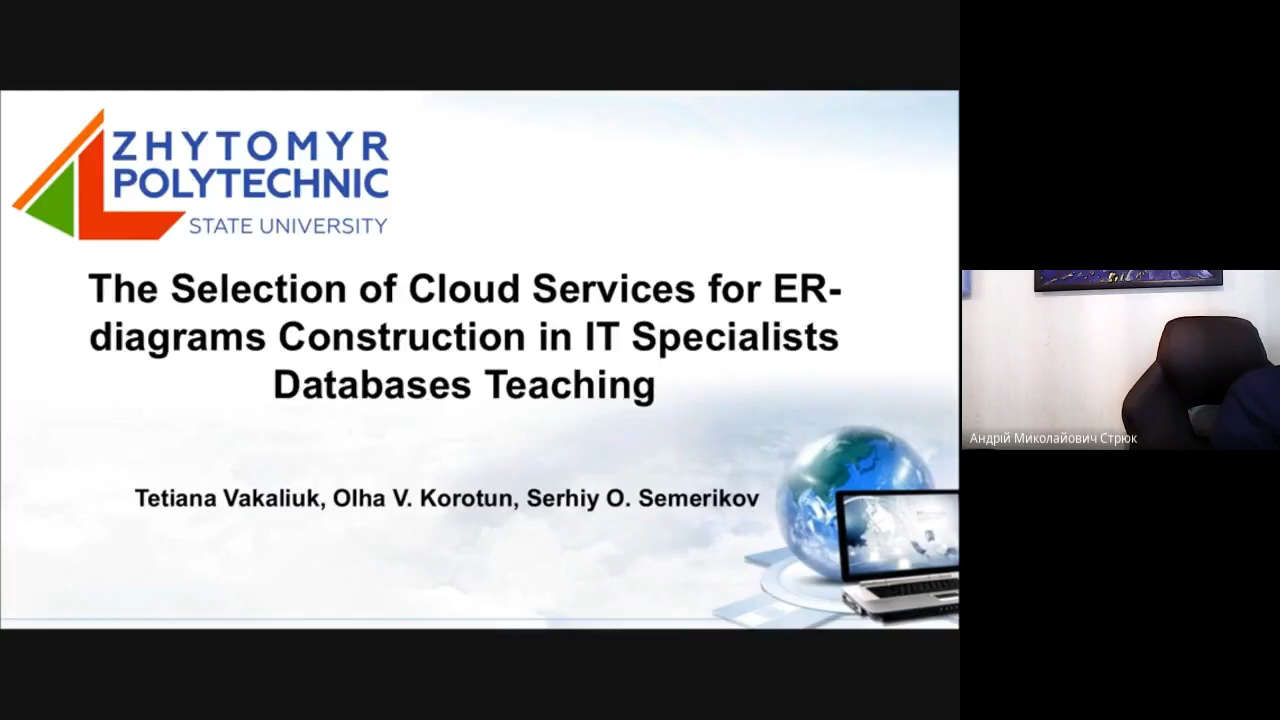 ZHYTOMYR
POLYTECHNIC
STATE UNIVERSITY
The Selection of Cloud Services for ER-
diagrams Construction in IT Specialists
Databases Teaching
Tetiana Vakaliuk, Olha V. Korotun, Serhiy O. Semerikov
Андрій Миколайович Стрюк